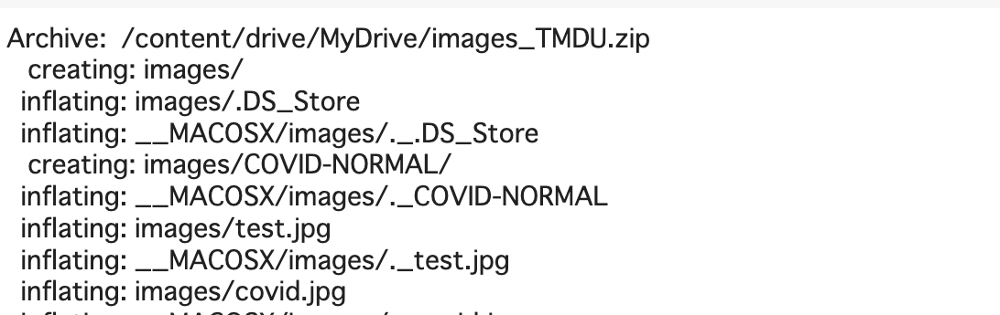 Archive:  /content/drive/MyDrive/images_TMDU.zip
   creating: images/
  inflating: images/.DS_Store
  inflating: __MACOSX/images/._.DS_Store
   creating: images/COVID-NORMAL/
  inflating: __MACOSX/images/._COVID-NORMAL
  inflating: images/test.jpg
  inflating: __MACOSX/images/._test.jpg
  inflating: images/covid.jpg